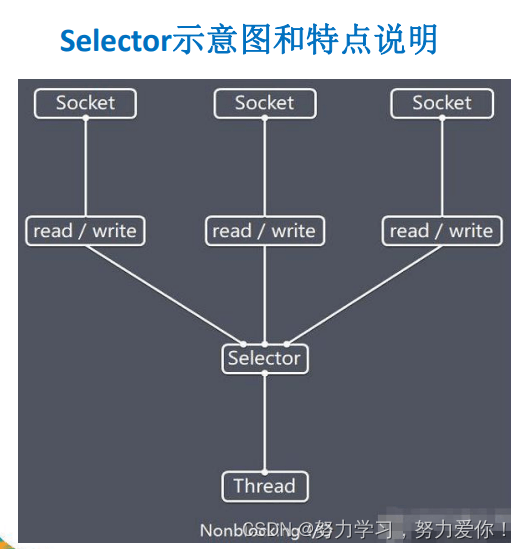 Selector示意图和特点说明
Socket Socket Socket
read / write read / write read / write
Selector
Thread
Nonblocking I/O
CSDN @努力学习，努力爱你！